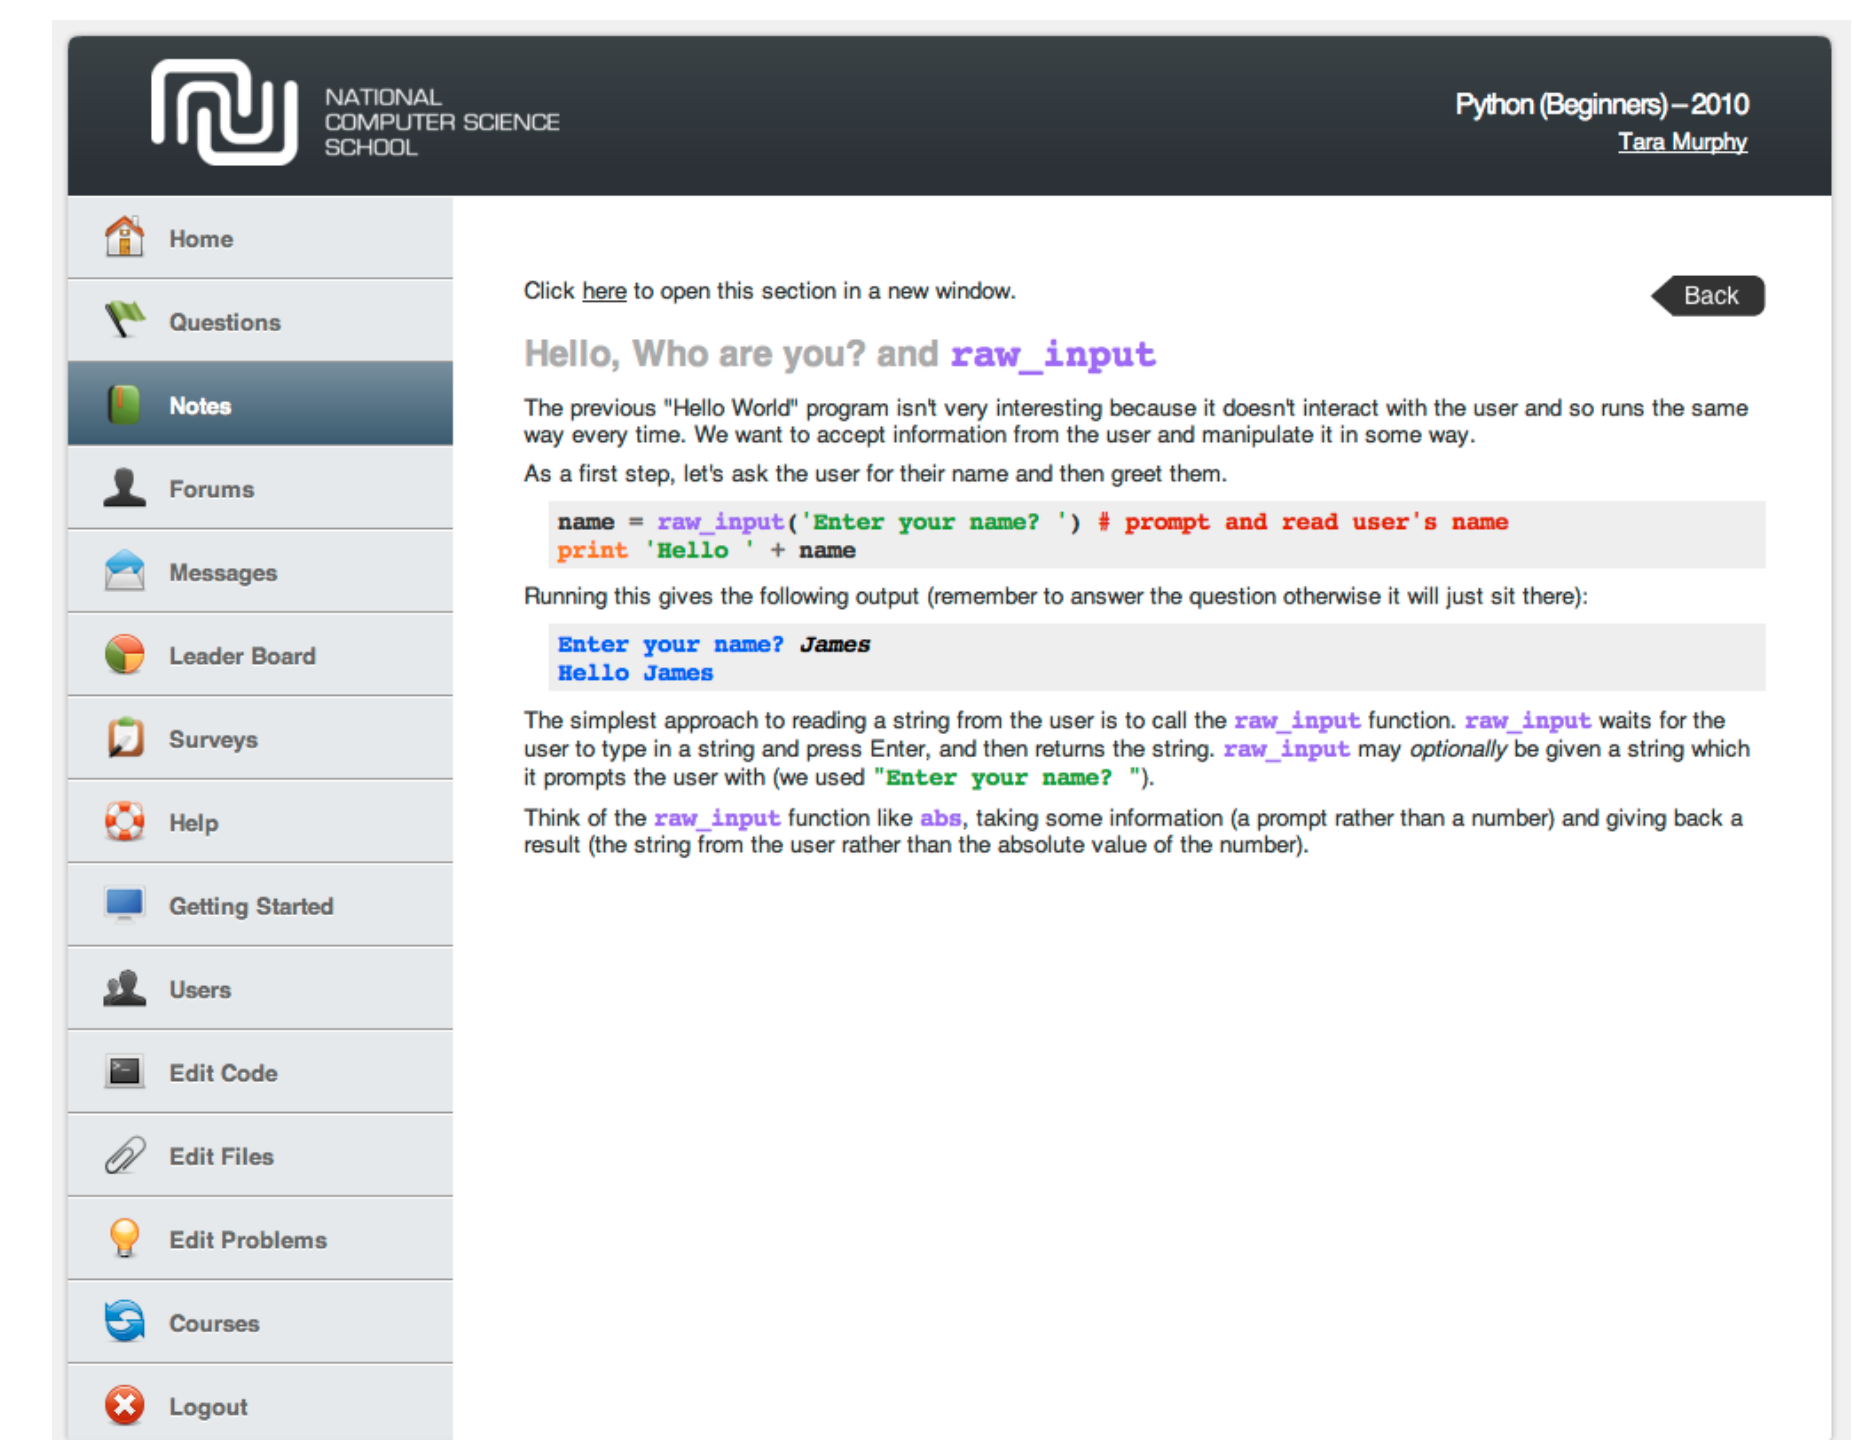 NATIONAL
COMPUTER SCIENCE
SCHOOL
Python (Beginners) – 2010
Tara Murphy
Home
Questions
Notes
Forums
Messages
Leader Board
Surveys
Help
Getting Started
Users
Edit Code
Edit Files
Edit Problems
Courses
Logout
Click here to open this section in a new window.
Back
Hello, Who are you? and raw_input
The previous "Hello World" program isn't very interesting because it doesn't interact with the user and so runs the same
way every time. We want to accept information from the user and manipulate it in some way.
As a first step, let's ask the user for their name and then greet them.
name = raw_input('Enter your name? ') # prompt and read user's name
print 'Hello ' + name
Running this gives the following output (remember to answer the question otherwise it will just sit there):
Enter your name? James
Hello James
The simplest approach to reading a string from the user is to call the raw_input function. raw_input waits for the
user to type in a string and press Enter, and then returns the string. raw_input may optionally be given a string which
it prompts the user with (we used "Enter your name? ").
Think of the raw_input function like abs, taking some information (a prompt rather than a number) and giving back a
result (the string from the user rather than the absolute value of the number).